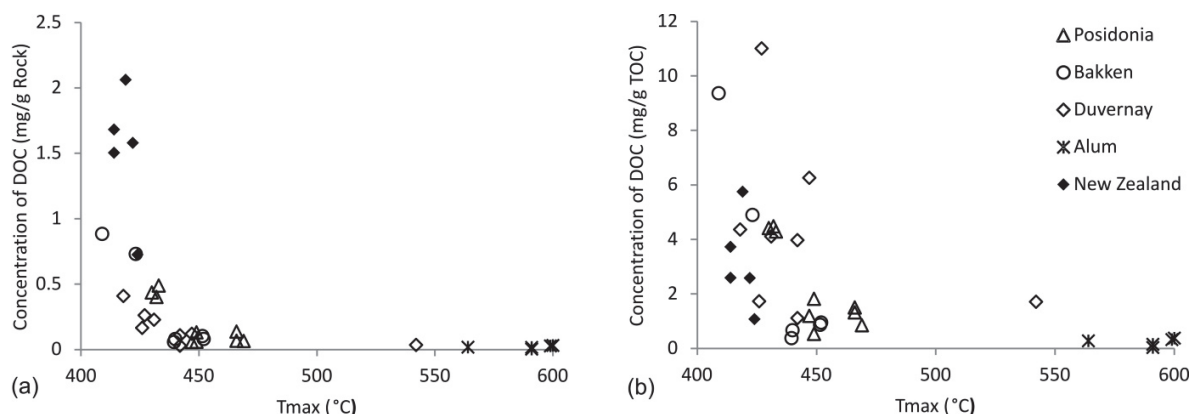 Concentration of DOC (mg/g Rock)
2.5
2
1.5
1
0.5
0
400
450
500
550
600
Tmax (°C)
(a)
Concentration of DOC (mg/g TOC)
12
10
8
6
4
2
0
400
450
500
550
600
Tmax (°C)
(b)
Posidonia
Bakken
Duvernay
Alum
New Zealand